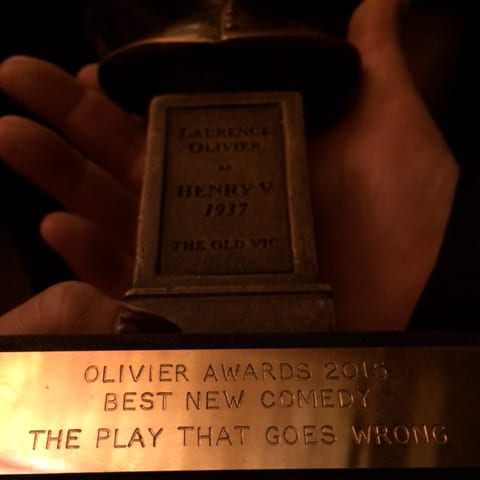 LAURENCE
OLIVIER
AS
HENRY V
1937
THE OLD VIC
OLIVIER AWARDS 2015
BEST NEW COMEDY
THE PLAY THAT GOES WRONG